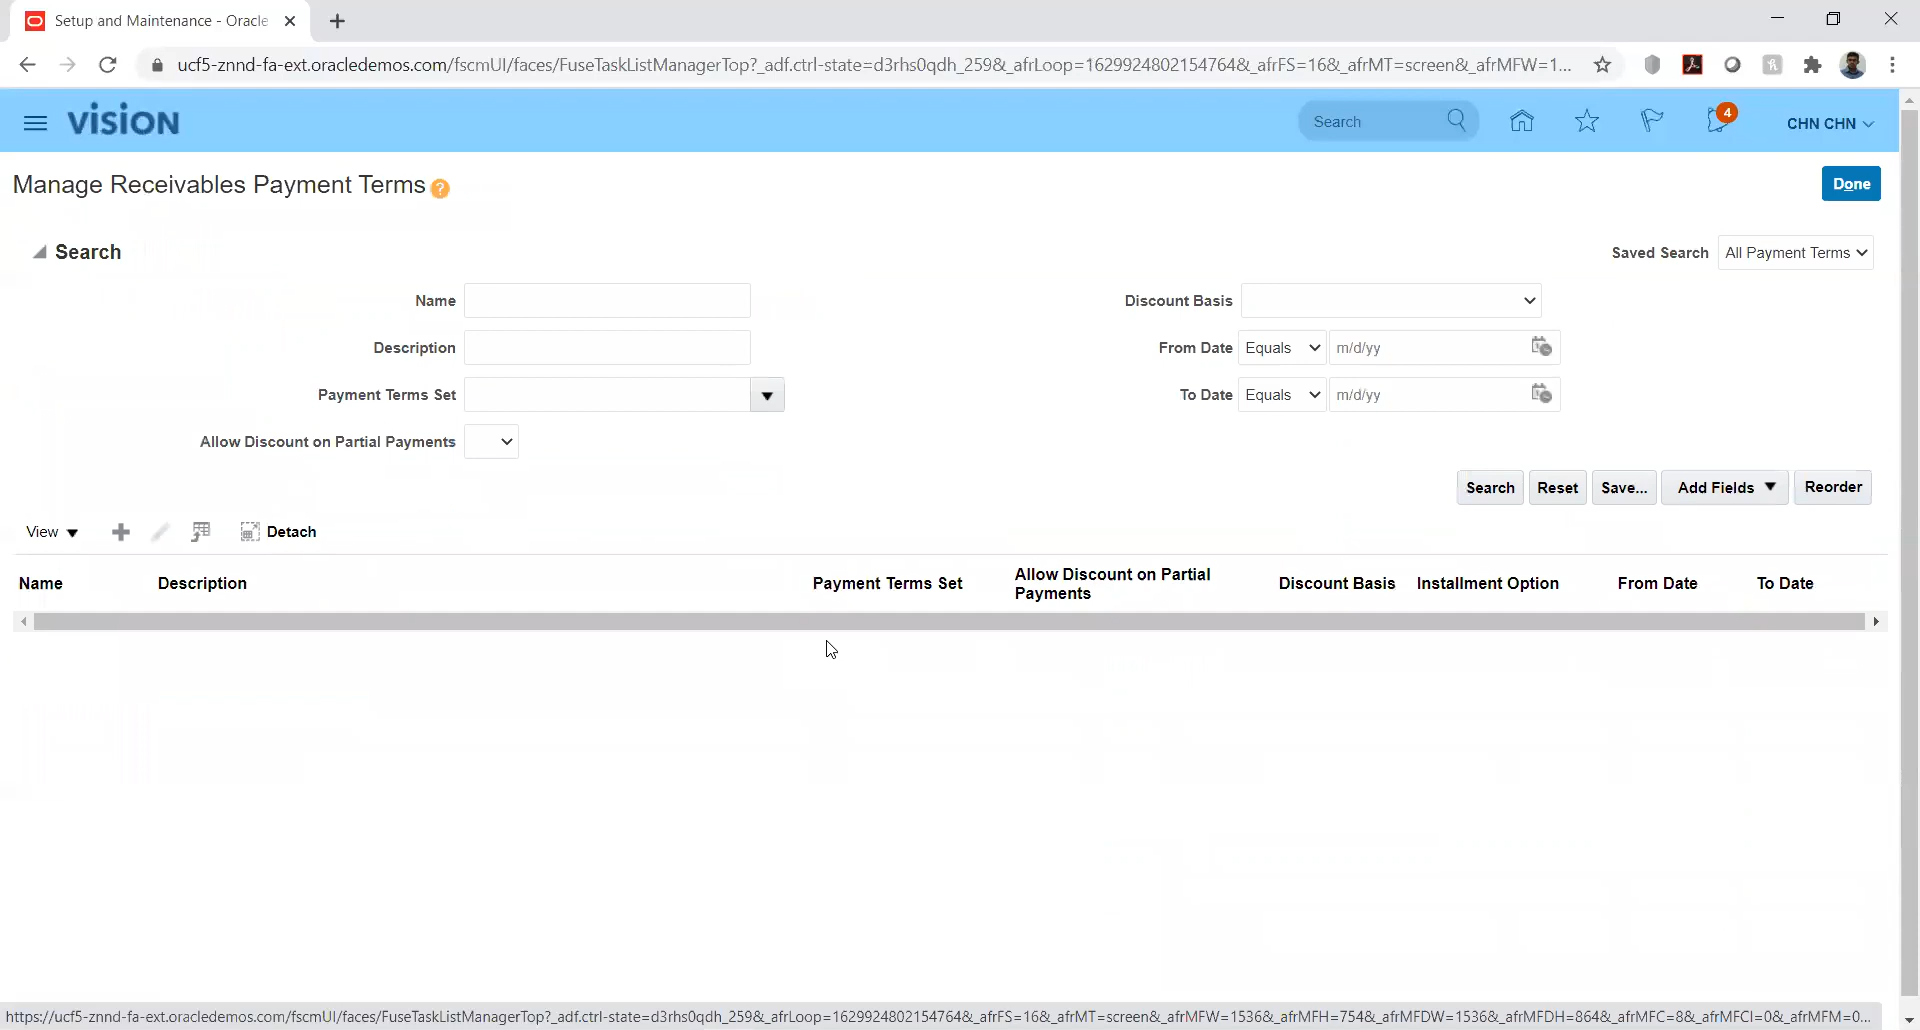 Setup and Maintenance - Oracle
ucf5-znnd-fa-ext.oracledemos.com/fscmUI/faces/FuseTaskListManagerTop?_adf.ctrl-state=d3rhs0qdh_259&_afrLoop=1629924802154764&_afrFS=16&_afrMT=screen&_afrMFW=1...
vision
Search
4
CHN CHN
Manage Receivables Payment Terms ?
Done
Search
Saved Search All Payment Terms
Name
Discount Basis
Description
From Date Equals m/d/yy
Payment Terms Set
To Date Equals m/d/yy
Allow Discount on Partial Payments
Search Reset Save... Add Fields Reorder
View Detach
Name Description Payment Terms Set Allow Discount on Partial Payments Discount Basis Installment Option From Date To Date
https://ucf5-znnd-fa-ext.oracledemos.com/fscmUI/faces/FuseTaskListManagerTop?_adf.ctrl-state=d3rhs0qdh_259&_afrLoop=1629924802154764&_afrFS=16&_afrMT=screen&_afrMFW=1536&_afrMFH=754&_afrMFDW=1536&_afrMFDH=864&_afrMFC=8&_afrMFCI=0&_afrMFM=0...